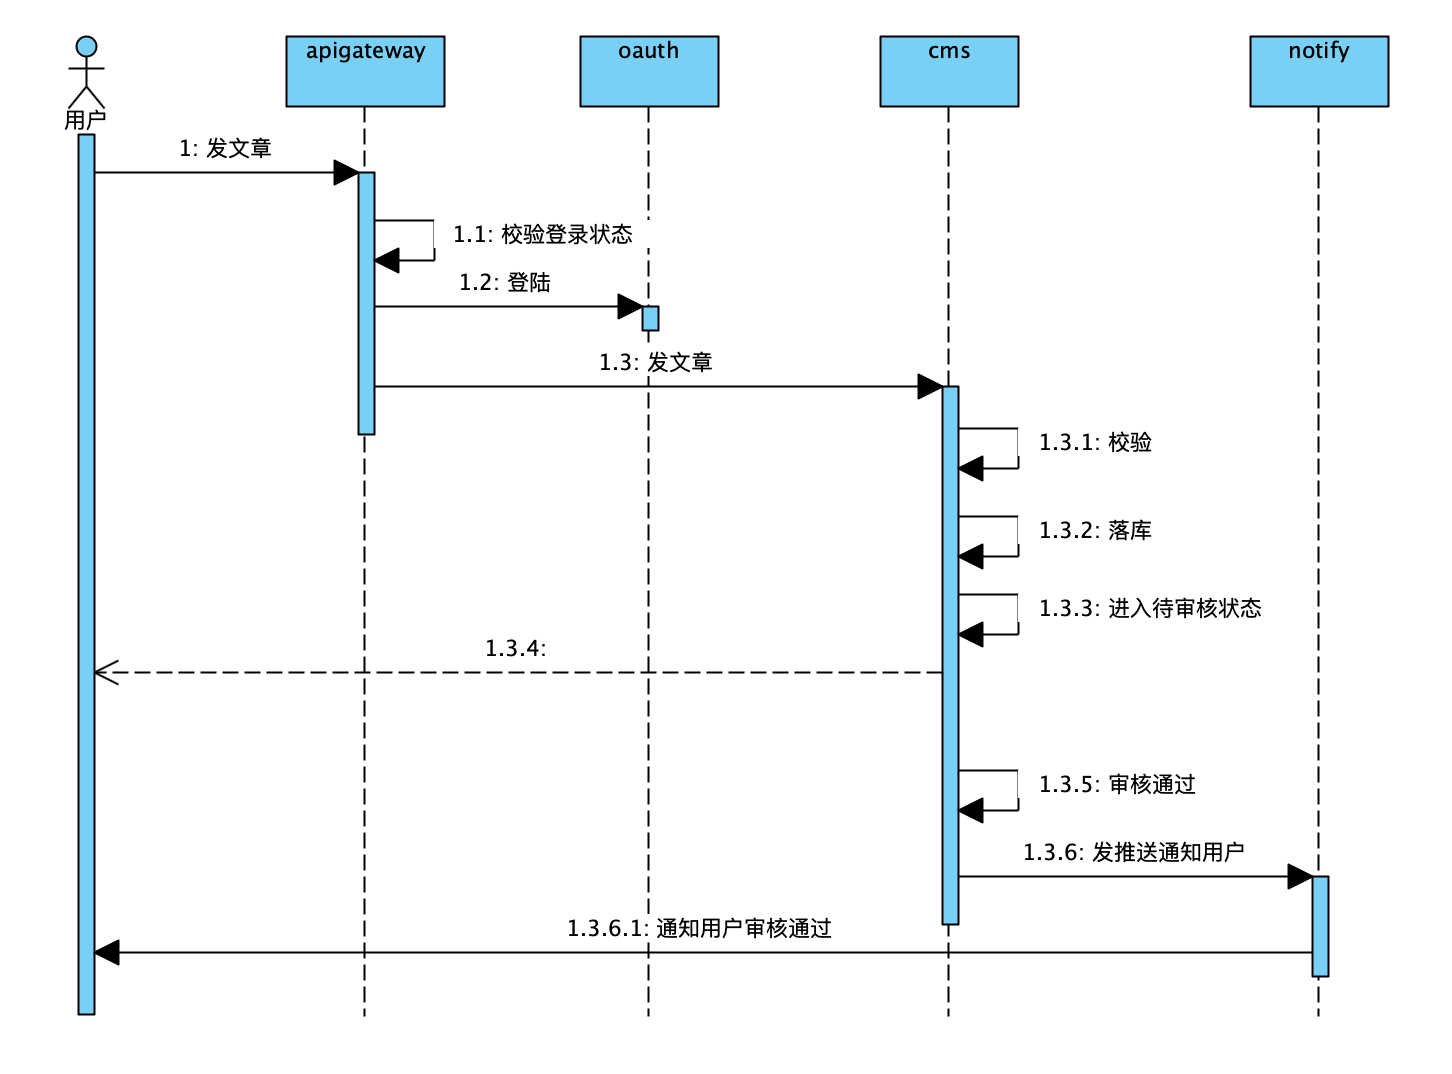 apigateway
oauth
cms
notify
用户
1: 发文章
1.1: 校验登录状态
1.2: 登陆
1.3: 发文章
1.3.1: 校验
1.3.2: 落库
1.3.3: 进入待审核状态
1.3.4:
1.3.5: 审核通过
1.3.6: 发推送通知用户
1.3.6.1: 通知用户审核通过